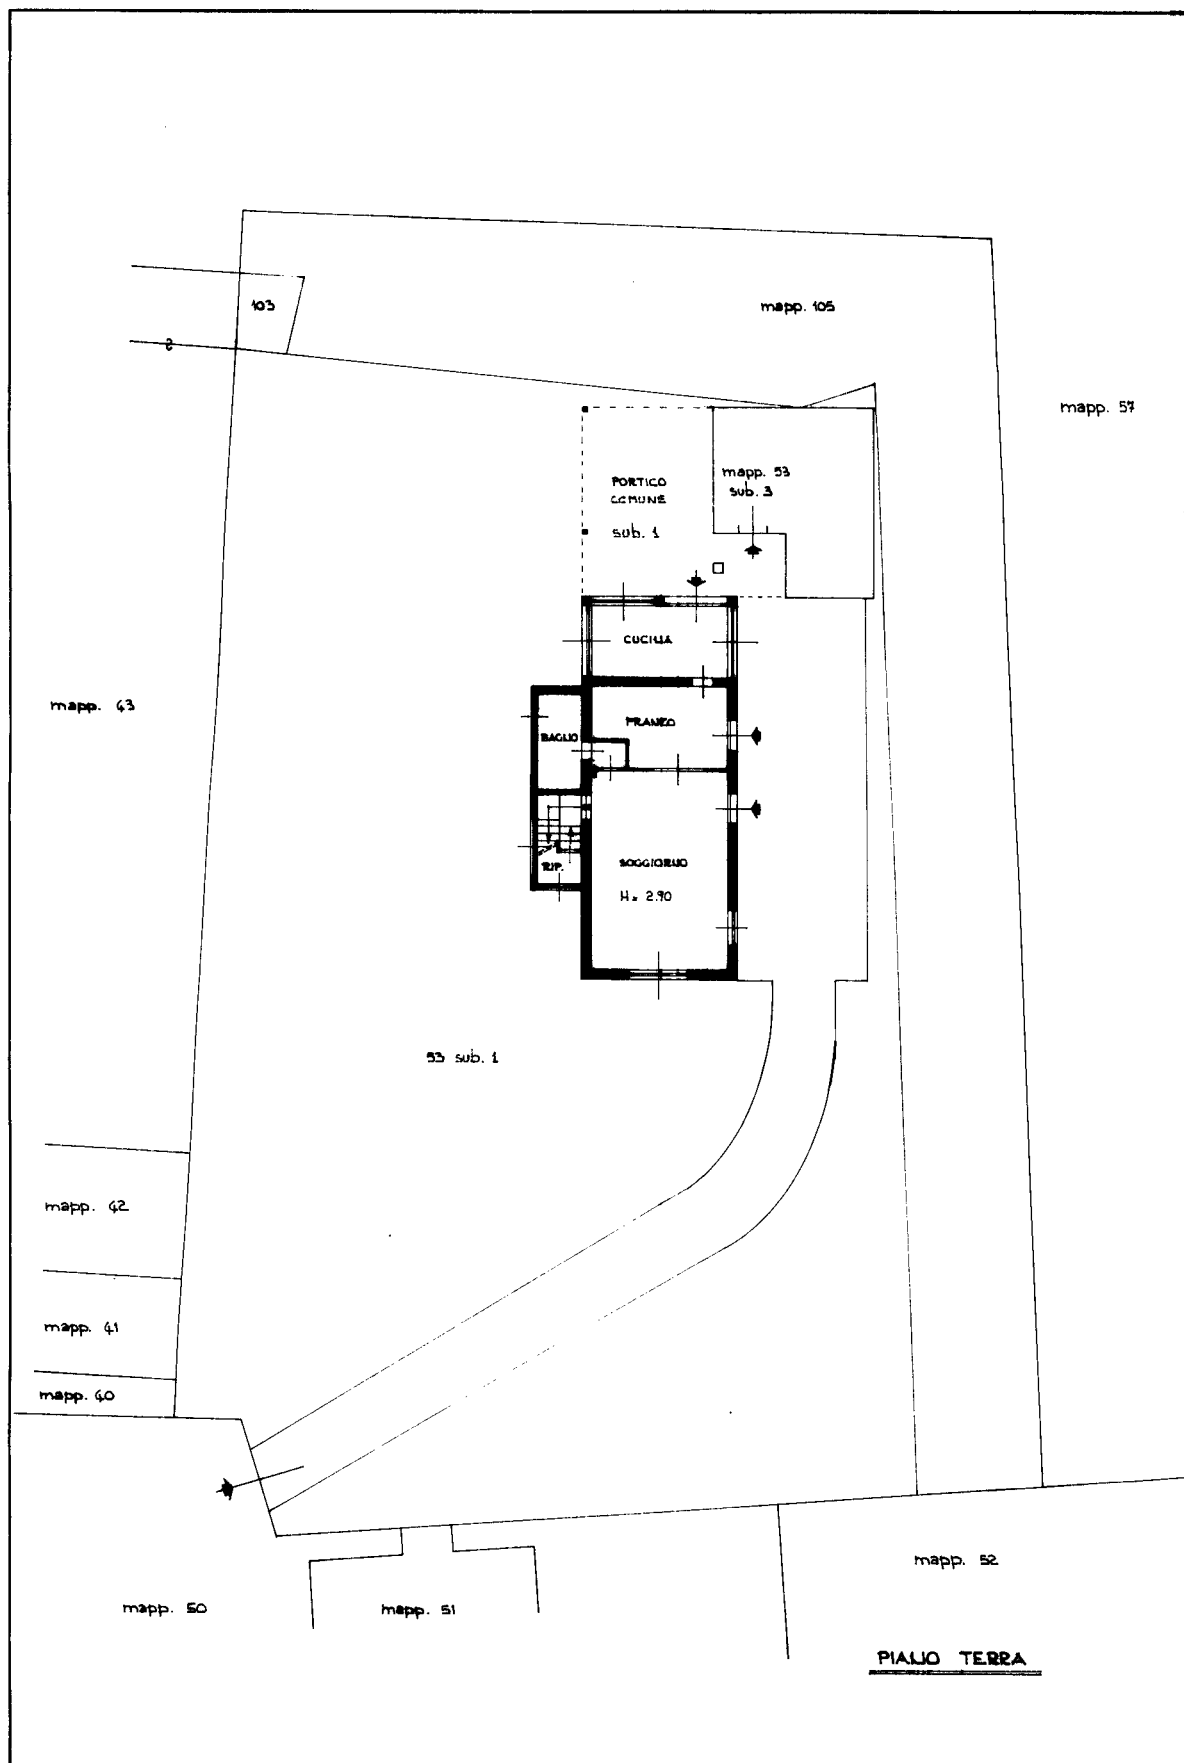 103
mapp. 105
2
mapp. 57
mapp. 53
sub. 3
PORTICO
COMUNE
sub. 1
CUCINA
mapp. 43
PRANZO
BAGNO
SOGGIORNO
RIP.
H = 2.90
53 sub. 1
mapp. 42
mapp. 41
mapp. 40
mapp. 52
mapp. 50
mapp. 51
PIANO TERRA